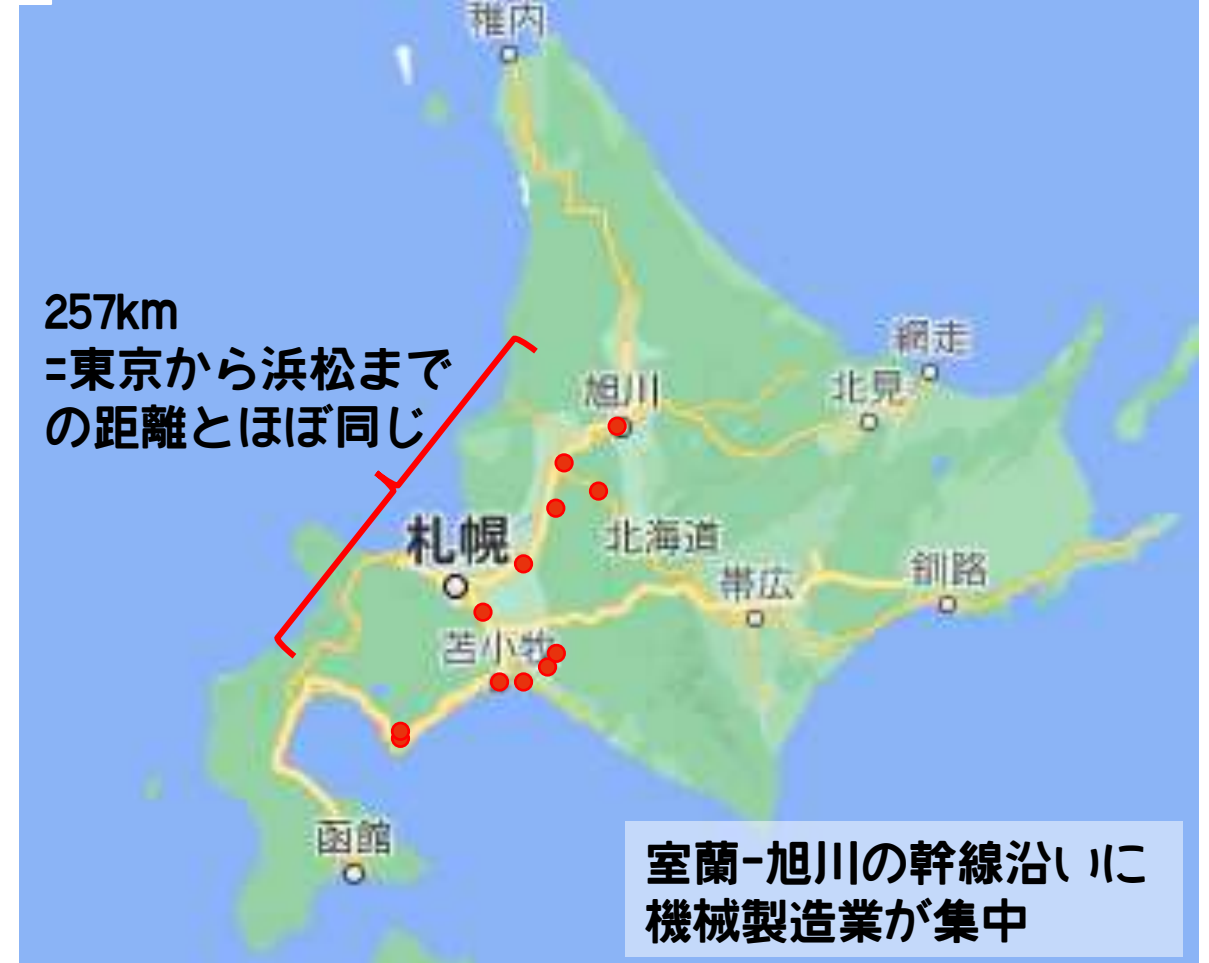 稚内
257km
=東京から浜松まで
の距離とほぼ同じ
網走
旭川
北見
札幌
北海道
帯広
釧路
苫小牧
函館
室蘭-旭川の幹線沿いに
機械製造業が集中